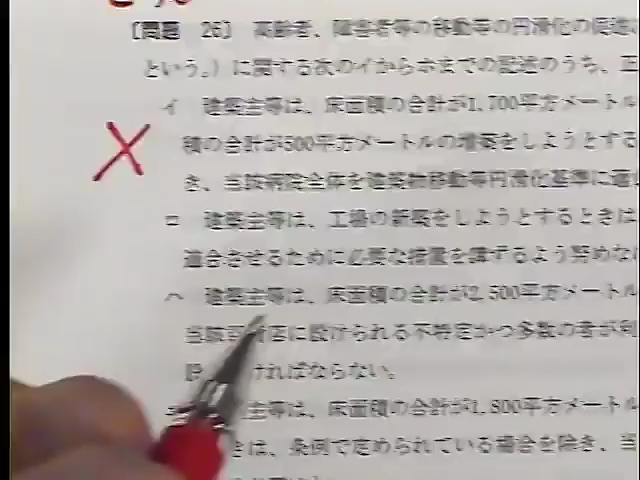 [問題 26] 高齢者、障害者等の移動等の円滑化の促進に
という。)に関する次のイからホまでの記述のうち、正
イ 建築主等は、床面積の合計が1,700平方メートル
積の合計が500平方メートルの増築をしようとする
き、当該病院全体を建築物移動等円滑化基準に適
ロ 建築主等は、工場の新築をしようとするときは
適合させるために必要な措置を講ずるよう努めな
ハ 建築主等は、床面積の合計が2,500平方メートル
当該 店に設けられる不特定かつ多数の者が利
ければならない。
主等は、床面積の合計が1,800平方メートル
きは、条例で定められている場合を除き、当